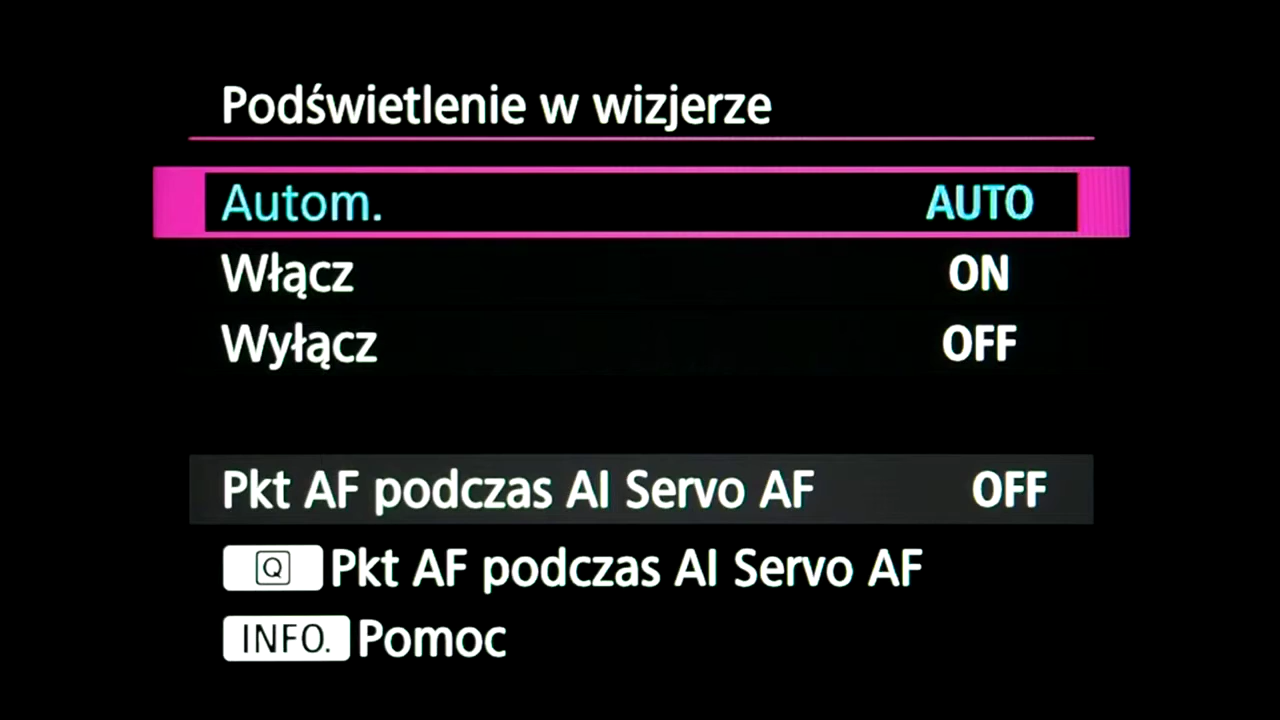 Podświetlenie w wizjerze
Autom. AUTO
Włącz ON
Wyłącz OFF
Pkt AF podczas AI Servo AF OFF
Q Pkt AF podczas AI Servo AF
INFO. Pomoc